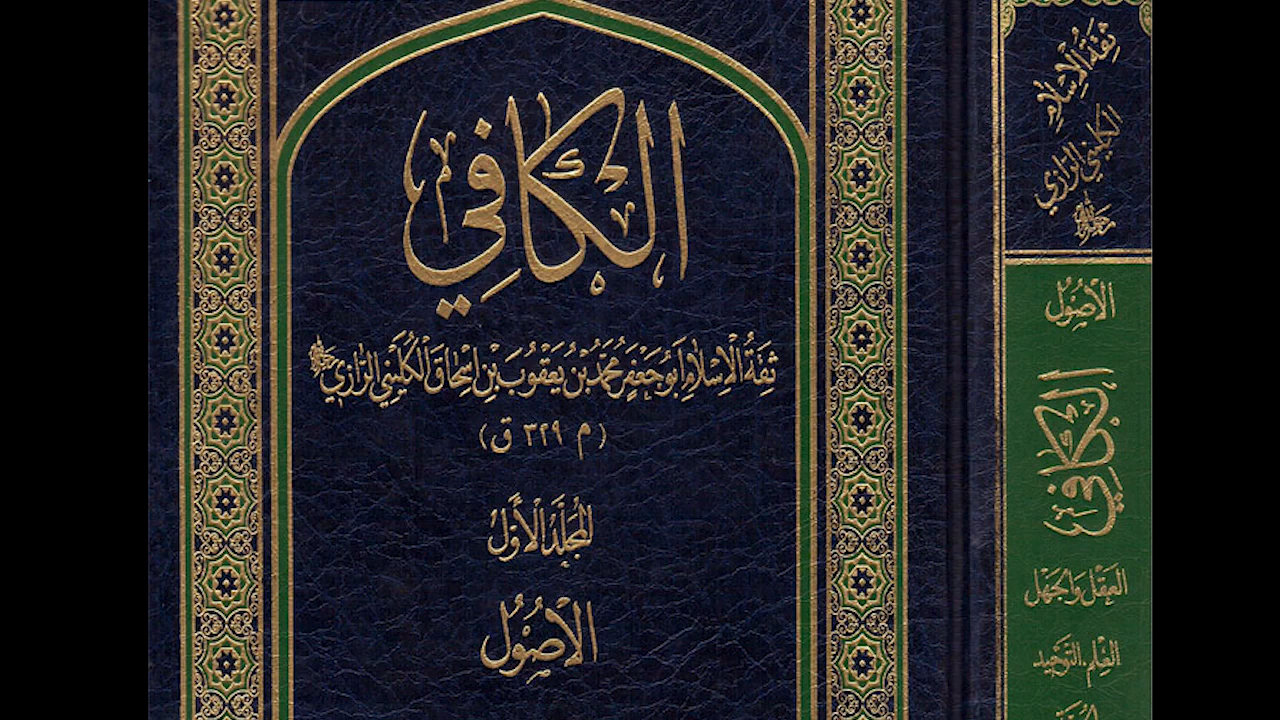 الكافي
ثقة الإسلام أبو جعفر محمد بن يعقوب بن إسحاق الكليني الرازي
(م ٣٢٩ ق)
المجلد الأول
الأصول
ثقة الإسلام
الكليني الرازي
الأصول
الكافي
العقل والجهل
العلم. التوحيد